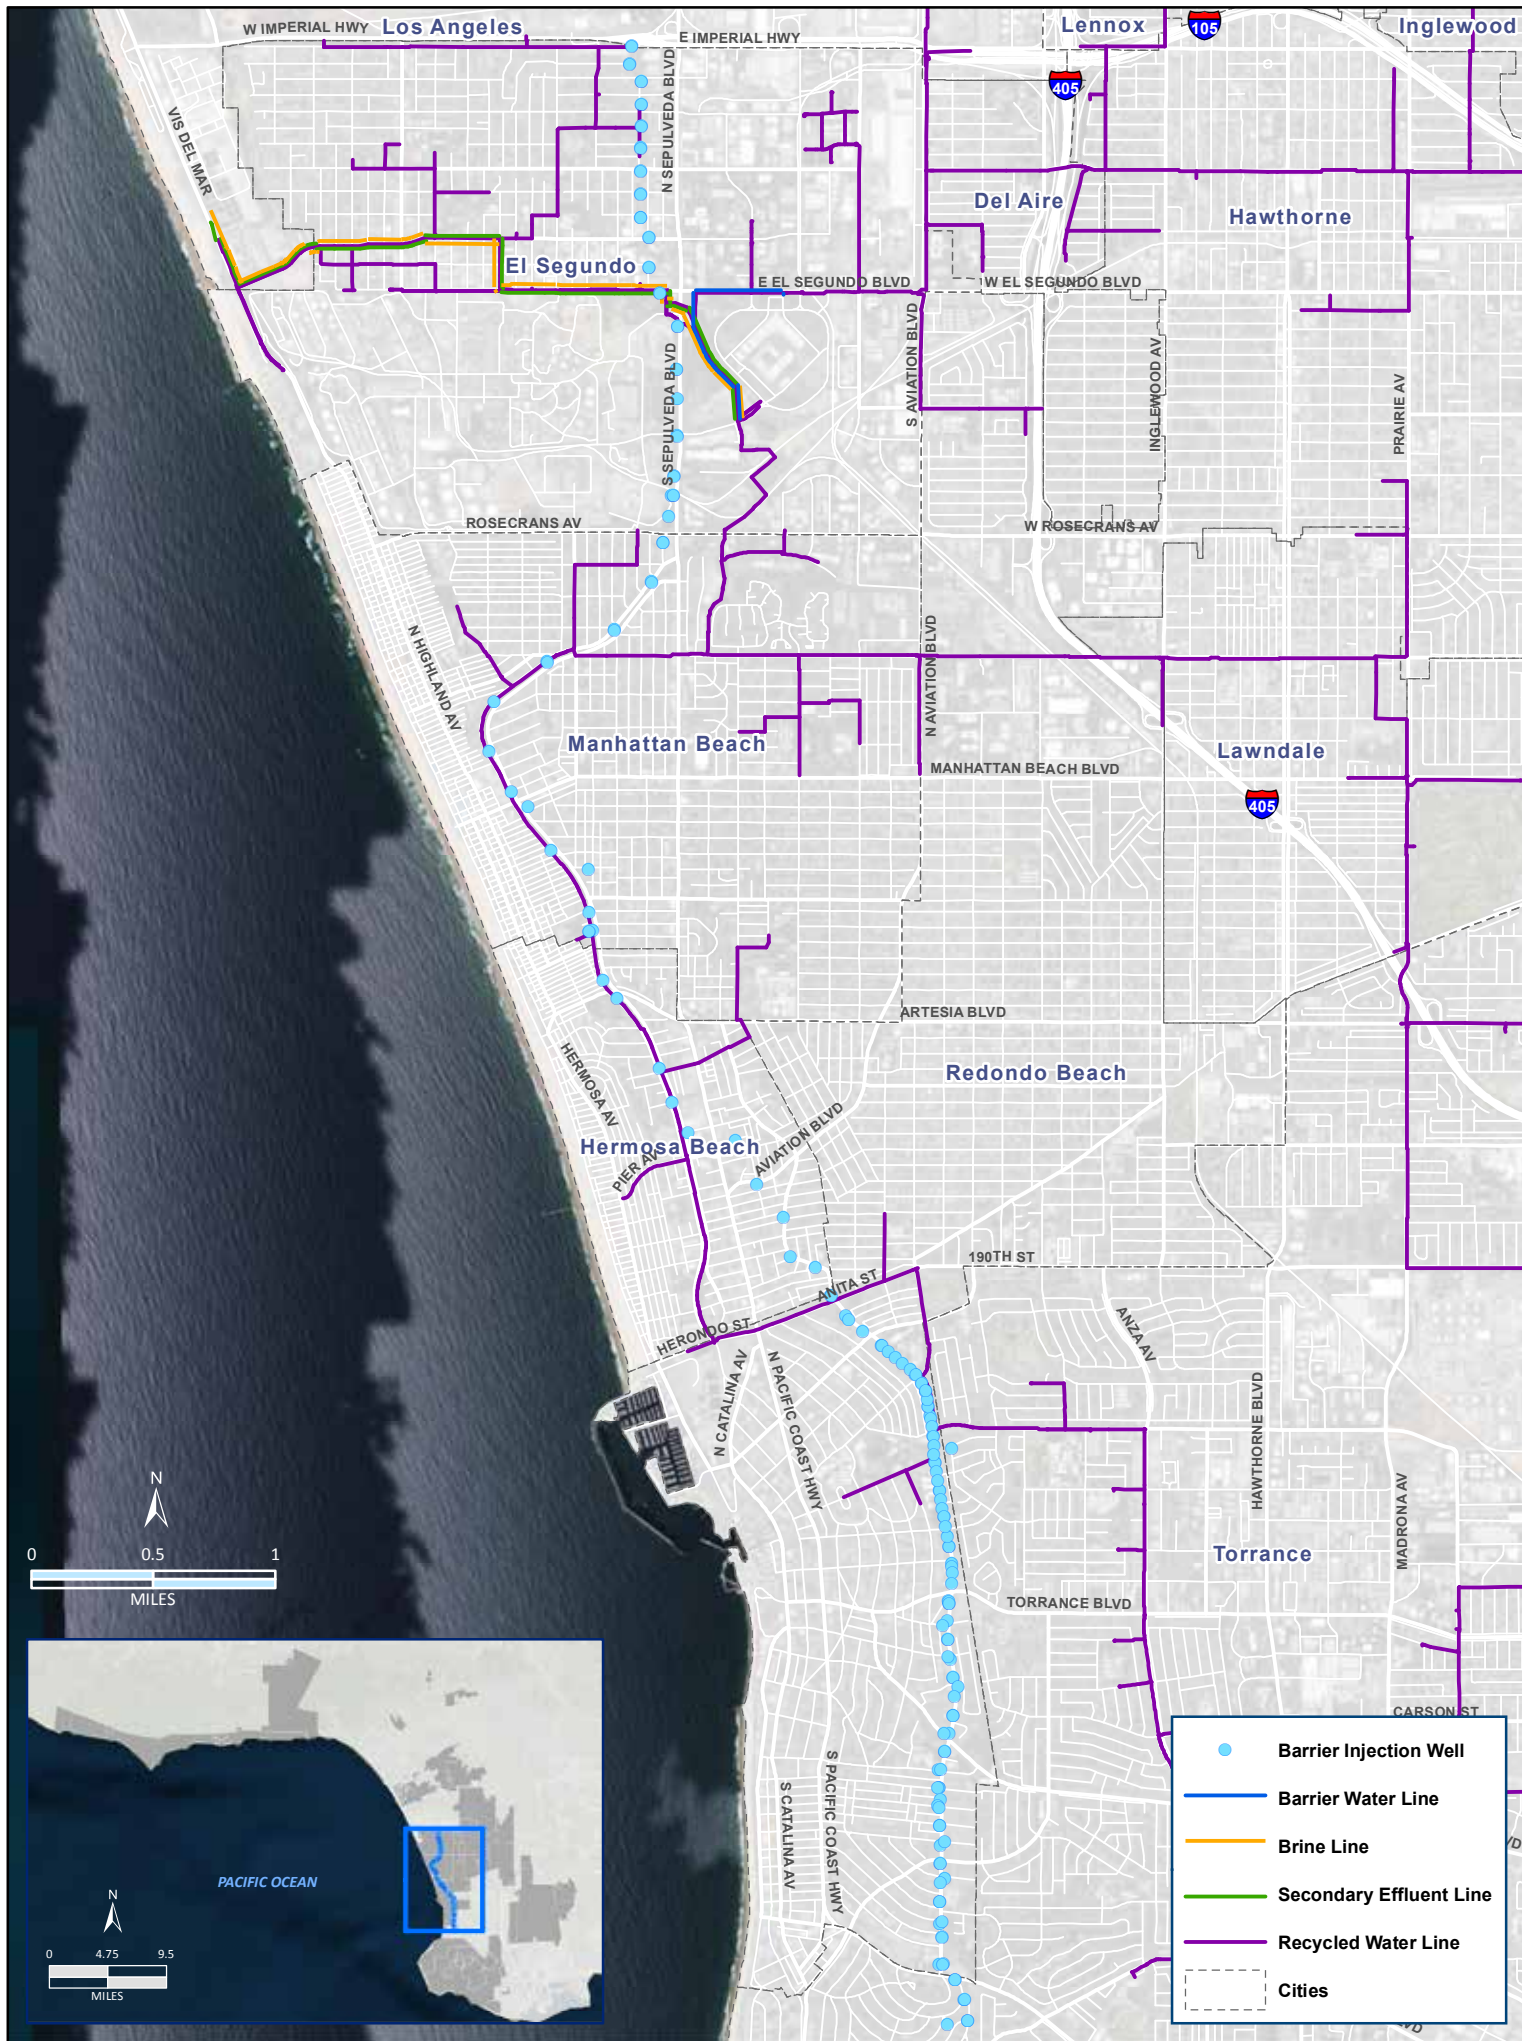 W IMPERIAL HWY
Los Angeles
E IMPERIAL HWY
Lennox
105
Inglewood
405
N SEPULVEDA BLVD
VIS DEL MAR
Del Aire
Hawthorne
El Segundo
E EL SEGUNDO BLVD
W EL SEGUNDO BLVD
S AVIATION BLVD
S SEPULVEDA BLVD
INGLEWOOD AV
PRAIRIE AV
ROSECRANS AV
W ROSECRANS AV
N HIGHLAND AV
N AVIATION BLVD
Manhattan Beach
MANHATTAN BEACH BLVD
Lawndale
405
ARTESIA BLVD
HERMOSA AV
Redondo Beach
Hermosa Beach
AVIATION BLVD
PIER AV
190TH ST
ANITA ST
HERONDO ST
ANZA AV
N CATALINA AV
N PACIFIC COAST HWY
HAWTHORNE BLVD
MADRONA AV
N
0 0.5 1
MILES
Torrance
TORRANCE BLVD
CARSON ST
S CATALINA AV
S PACIFIC COAST HWY
PACIFIC OCEAN
N
0 4.75 9.5
MILES
Barrier Injection Well
Barrier Water Line
Brine Line
Secondary Effluent Line
Recycled Water Line
Cities